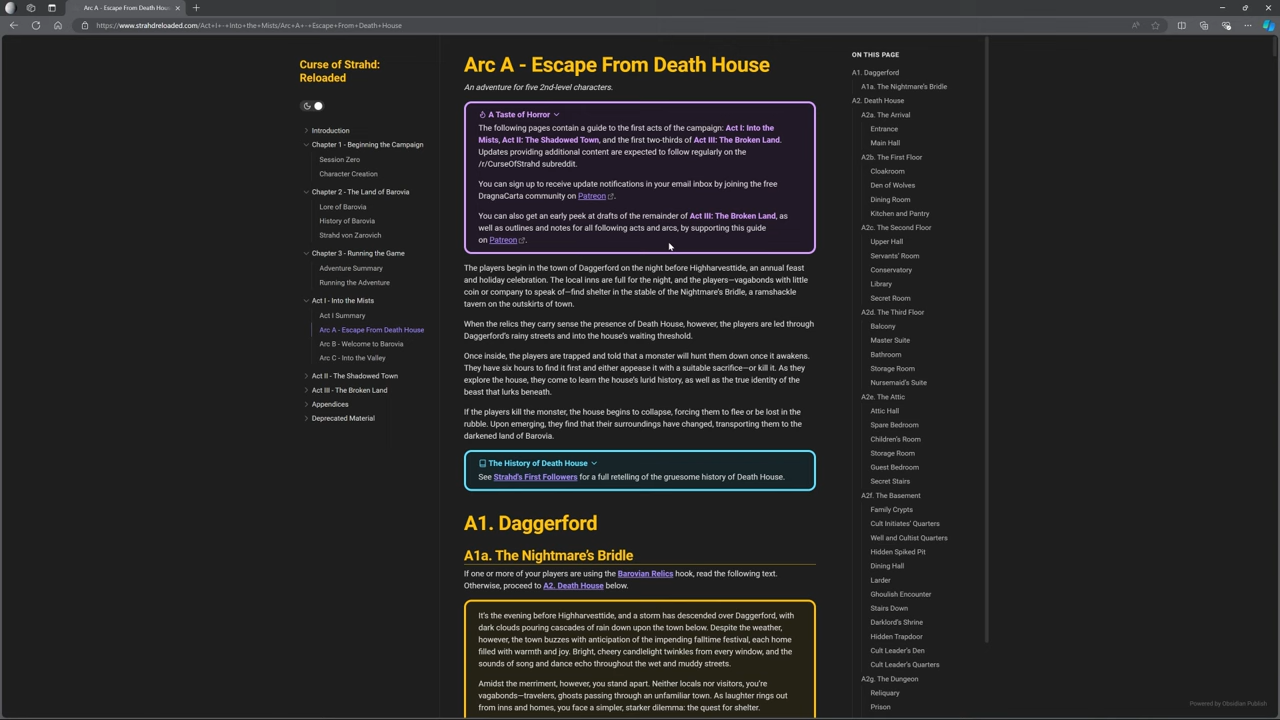 Arc A - Escape From Death House
https://www.strahdreloaded.com/Act+I+-+Into+the+Mists/Arc+A+-+Escape+From+Death+House
Curse of Strahd:
Reloaded
Introduction
Chapter 1 - Beginning the Campaign
Session Zero
Character Creation
Chapter 2 - The Land of Barovia
Lore of Barovia
History of Barovia
Strahd von Zarovich
Chapter 3 - Running the Game
Adventure Summary
Running the Adventure
Act I - Into the Mists
Act I Summary
Arc A - Escape From Death House
Arc B - Welcome to Barovia
Arc C - Into the Valley
Act II - The Shadowed Town
Act III - The Broken Land
Appendices
Deprecated Material
Arc A - Escape From Death House
An adventure for five 2nd-level characters.
A Taste of Horror
The following pages contain a guide to the first acts of the campaign: Act I: Into the
Mists, Act II: The Shadowed Town, and the first two-thirds of Act III: The Broken Land.
Updates providing additional content are expected to follow regularly on the
/r/CurseOfStrahd subreddit.
You can sign up to receive update notifications in your email inbox by joining the free
DragnaCarta community on Patreon.
You can also get an early peek at drafts of the remainder of Act III: The Broken Land, as
well as outlines and notes for all following acts and arcs, by supporting this guide
on Patreon.
The players begin in the town of Daggerford on the night before Highharvesttide, an annual feast
and holiday celebration. The local inns are full for the night, and the players—vagabonds with little
coin or company to speak of—find shelter in the stable of the Nightmare's Bridle, a ramshackle
tavern on the outskirts of town.
When the relics they carry sense the presence of Death House, however, the players are led through
Daggerford's rainy streets and into the house's waiting threshold.
Once inside, the players are trapped and told that a monster will hunt them down once it awakens.
They have six hours to find it first and either appease it with a suitable sacrifice—or kill it. As they
explore the house, they come to learn the house's lurid history, as well as the true identity of the
beast that lurks beneath.
If the players kill the monster, the house begins to collapse, forcing them to flee or be lost in the
rubble. Upon emerging, they find that their surroundings have changed, transporting them to the
darkened land of Barovia.
The History of Death House
See Strahd's First Followers for a full retelling of the gruesome history of Death House.
A1. Daggerford
A1a. The Nightmare's Bridle
If one or more of your players are using the Barovian Relics hook, read the following text.
Otherwise, proceed to A2. Death House below.
It's the evening before Highharvesttide, and a storm has descended over Daggerford, with
dark clouds pouring cascades of rain down upon the town below. Despite the weather,
however, the town buzzes with anticipation of the impending falltime festival, each home
filled with warmth and joy. Bright, cheery candlelight twinkles from every window, and the
sounds of song and dance echo throughout the wet and muddy streets.
Amidst the merriment, however, you stand apart. Neither locals nor visitors, you're
vagabonds—travelers, ghosts passing through an unfamiliar town. As laughter rings out
from inns and homes, you face a simpler, starker dilemma: the quest for shelter.
ON THIS PAGE
A1. Daggerford
A1a. The Nightmare's Bridle
A2. Death House
A2a. The Arrival
Entrance
Main Hall
A2b. The First Floor
Cloakroom
Den of Wolves
Dining Room
Kitchen and Pantry
A2c. The Second Floor
Upper Hall
Servants' Room
Conservatory
Library
Secret Room
A2d. The Third Floor
Balcony
Master Suite
Bathroom
Storage Room
Nursemaid's Suite
A2e. The Attic
Attic Hall
Spare Bedroom
Children's Room
Storage Room
Guest Bedroom
Secret Stairs
A2f. The Basement
Family Crypts
Cult Initiates' Quarters
Well and Cultist Quarters
Hidden Spiked Pit
Dining Hall
Larder
Ghoulish Encounter
Stairs Down
Darklord's Shrine
Hidden Trapdoor
Cult Leader's Den
Cult Leader's Quarters
A2g. The Dungeon
Reliquary
Prison
Powered by Obsidian Publish